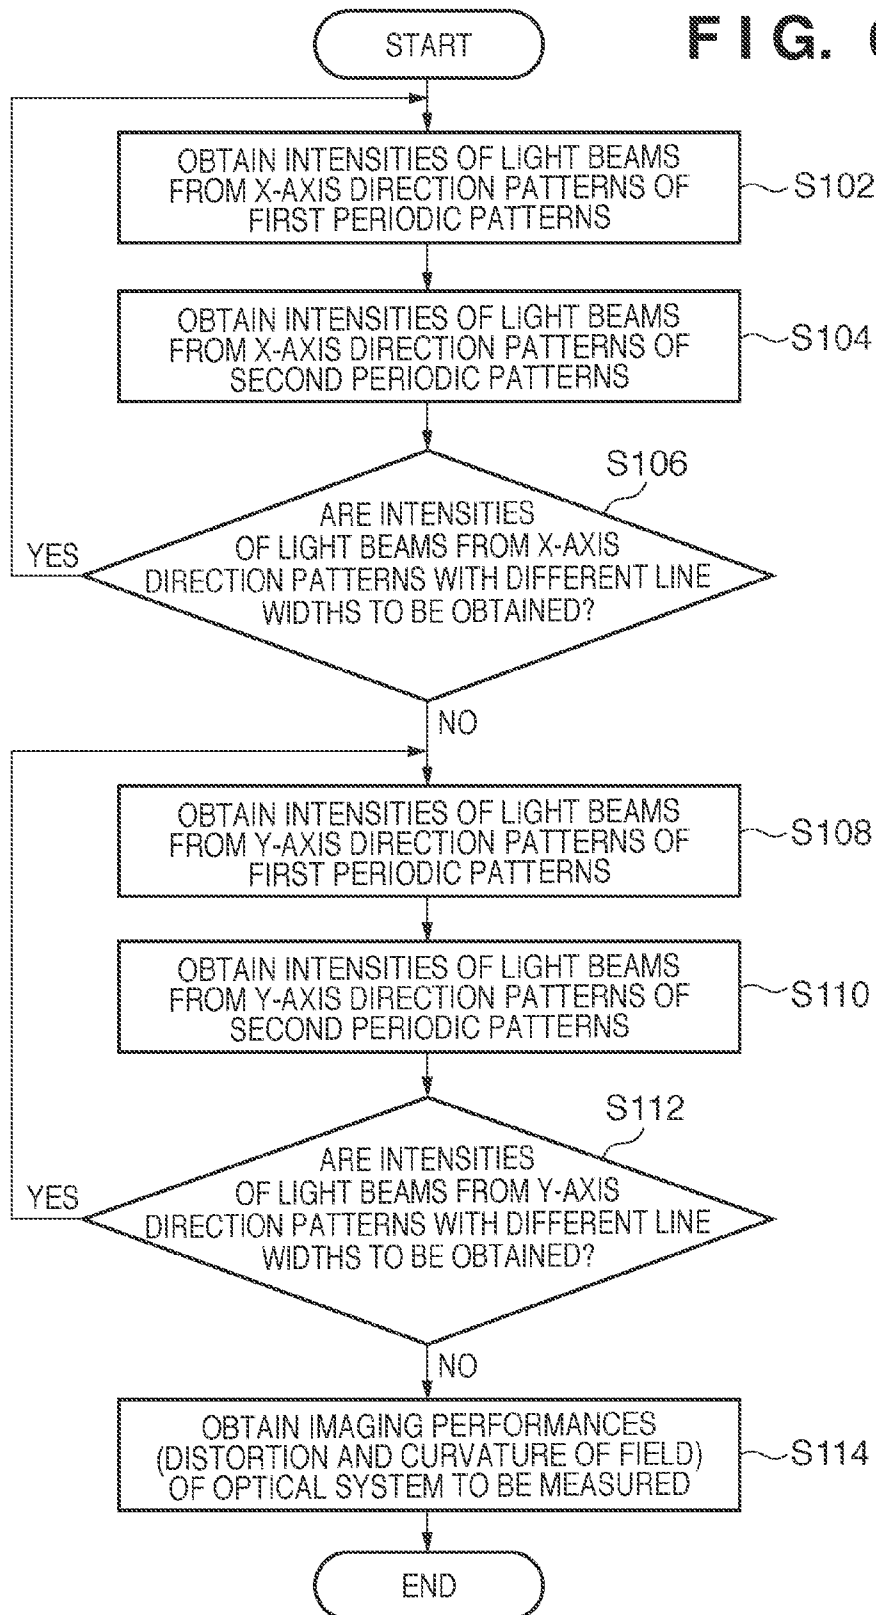 FIG.
START
OBTAIN INTENSITIES OF LIGHT BEAMS
FROM X-AXIS DIRECTION PATTERNS OF
FIRST PERIODIC PATTERNS
S102
OBTAIN INTENSITIES OF LIGHT BEAMS
FROM X-AXIS DIRECTION PATTERNS OF
SECOND PERIODIC PATTERNS
S104
S106
ARE INTENSITIES
OF LIGHT BEAMS FROM X-AXIS
DIRECTION PATTERNS WITH DIFFERENT LINE
WIDTHS TO BE OBTAINED?
YES
NO
OBTAIN INTENSITIES OF LIGHT BEAMS
FROM Y-AXIS DIRECTION PATTERNS OF
FIRST PERIODIC PATTERNS
S108
OBTAIN INTENSITIES OF LIGHT BEAMS
FROM Y-AXIS DIRECTION PATTERNS OF
SECOND PERIODIC PATTERNS
S110
S112
ARE INTENSITIES
OF LIGHT BEAMS FROM Y-AXIS
DIRECTION PATTERNS WITH DIFFERENT LINE
WIDTHS TO BE OBTAINED?
YES
NO
OBTAIN IMAGING PERFORMANCES
(DISTORTION AND CURVATURE OF FIELD)
OF OPTICAL SYSTEM TO BE MEASURED
S114
END